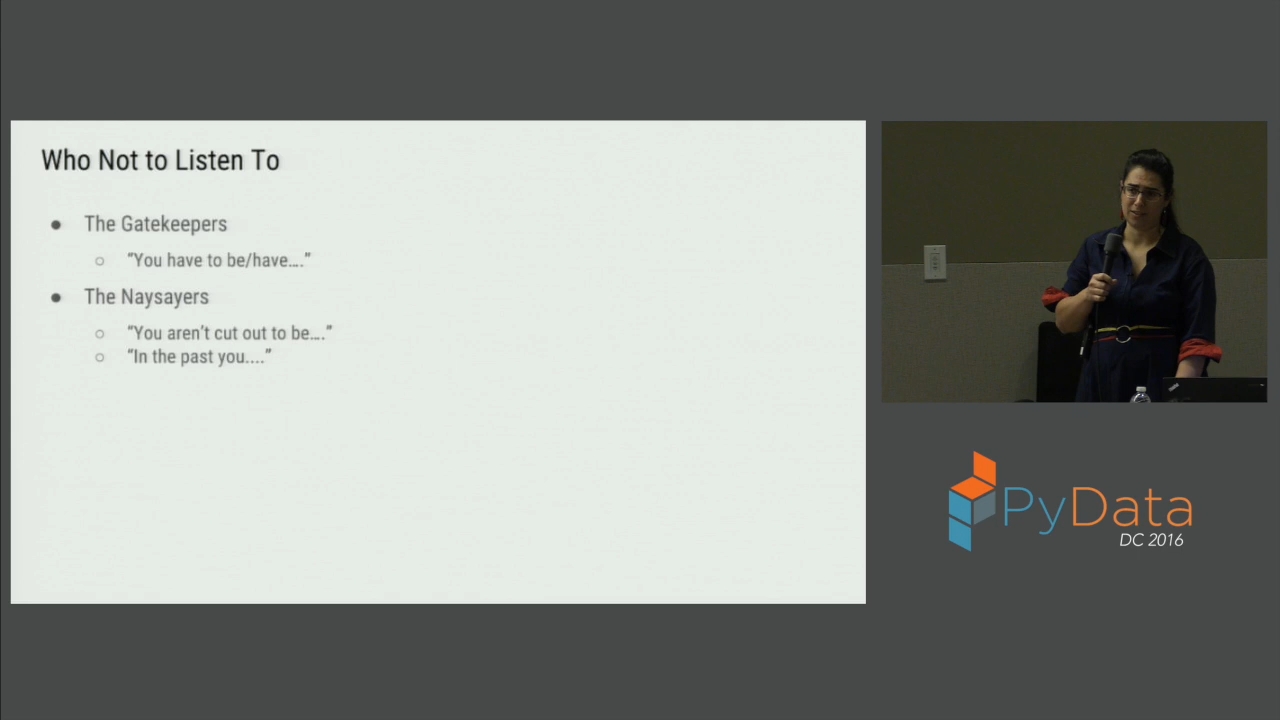 Who Not to Listen To
● The Gatekeepers
○ “You have to be/have....”
● The Naysayers
○ “You aren’t cut out to be....”
○ “In the past you....”
PyData
DC 2016